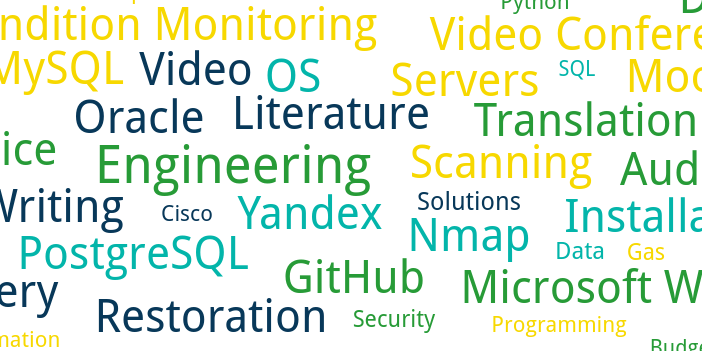 Python
ndition Monitoring
Video Confere
MySQL Video OS
Servers SQL Moo
Oracle Literature Translation
ice Engineering Scanning Aud
Writing Cisco Yandex Solutions Installa
PostgreSQL Nmap Data Gas
ery GitHub Microsoft W
Restoration Security Programming
mation Budge